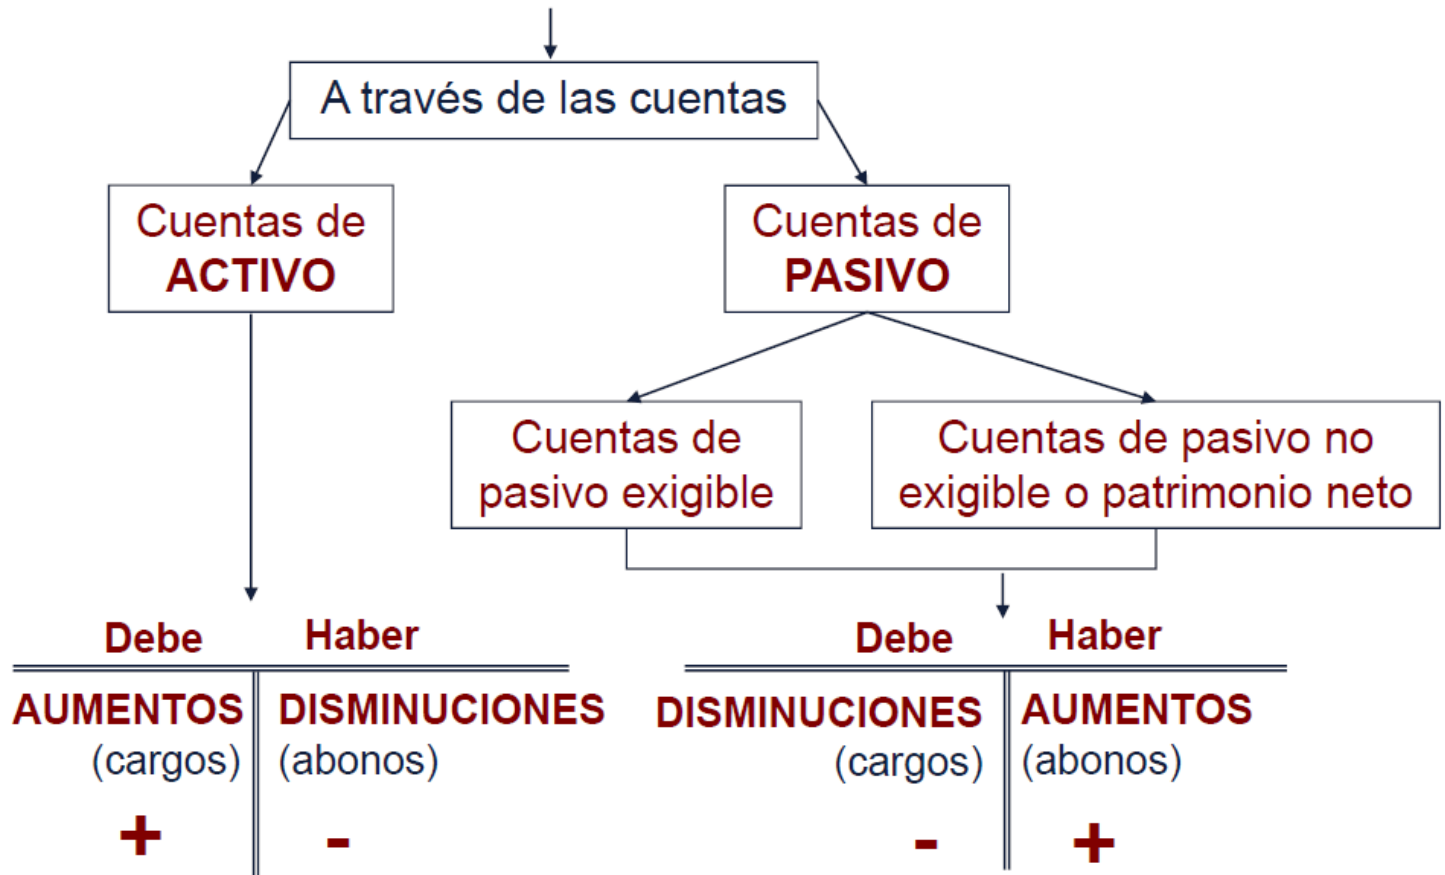 A través de las cuentas
Cuentas de
ACTIVO
Cuentas de
PASIVO
Cuentas de
pasivo exigible
Cuentas de pasivo no
exigible o patrimonio neto
Debe
Haber
AUMENTOS
(cargos)
+
DISMINUCIONES
(abonos)
-
Debe
Haber
DISMINUCIONES
(cargos)
-
AUMENTOS
(abonos)
+